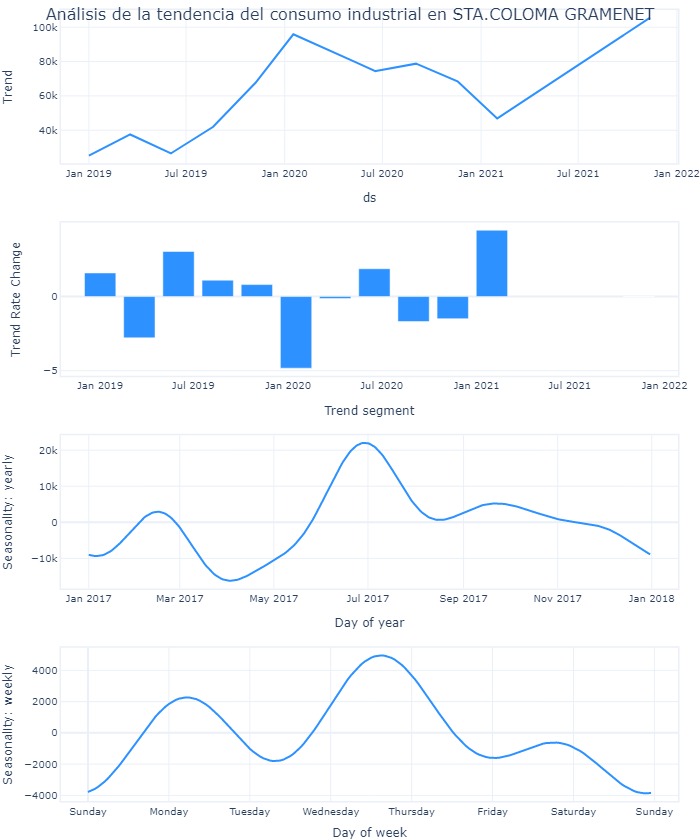 Análisis de la tendencia del consumo industrial en STA.COLOMA GRAMENET
100k
80k
60k
40k
Trend
Jan 2019 Jul 2019 Jan 2020 Jul 2020 Jan 2021 Jul 2021 Jan 2022
ds
0
−5
Trend Rate Change
Jan 2019 Jul 2019 Jan 2020 Jul 2020 Jan 2021 Jul 2021 Jan 2022
Trend segment
20k
10k
0
−10k
Seasonality: yearly
Jan 2017 Mar 2017 May 2017 Jul 2017 Sep 2017 Nov 2017 Jan 2018
Day of year
4000
2000
0
−2000
−4000
Seasonality: weekly
Sunday Monday Tuesday Wednesday Thursday Friday Saturday Sunday
Day of week